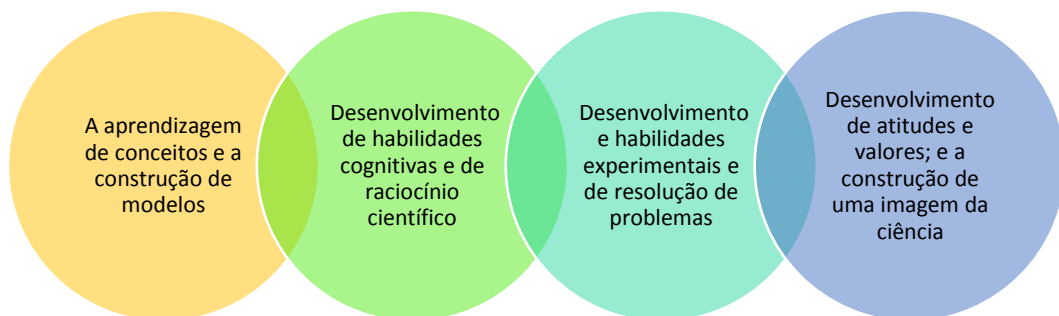 A aprendizagem
de conceitos e a
construção de
modelos
Desenvolvimento
de habilidades
cognitivas e de
raciocínio
científico
Desenvolvimento
e habilidades
experimentais e
de resolução de
problemas
Desenvolvimento
de atitudes e
valores; e a
construção de
uma imagem da
ciência